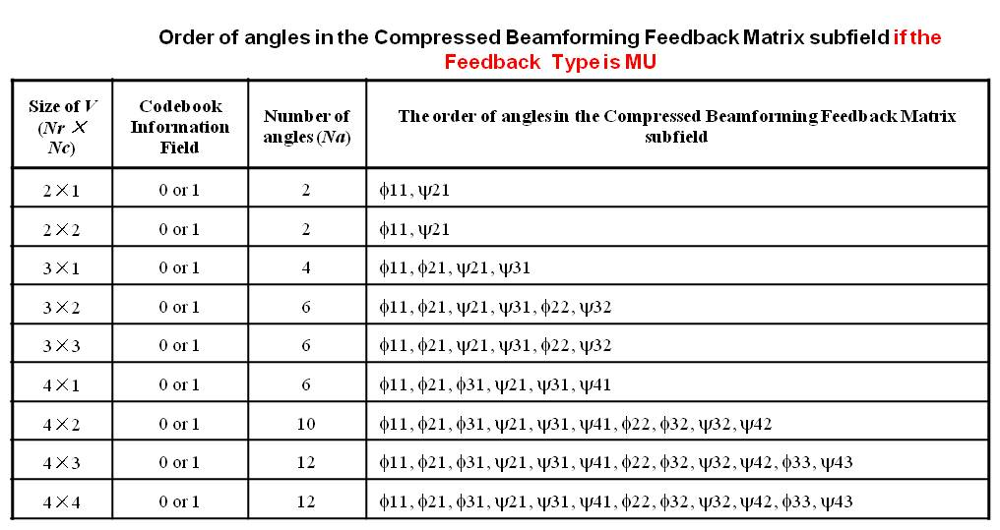 Order of angles in the Compressed Beamforming Feedback Matrix subfield if the
Feedback Type is MU
Size of V (Nr × Nc) Codebook Information Field Number of angles (Na) The order of angles in the Compressed Beamforming Feedback Matrix subfield
2×1 0 or 1 2 ϕ11, ψ21
2×2 0 or 1 2 ϕ11, ψ21
3×1 0 or 1 4 ϕ11, ϕ21, ψ21, ψ31
3×2 0 or 1 6 ϕ11, ϕ21, ψ21, ψ31, ϕ22, ψ32
3×3 0 or 1 6 ϕ11, ϕ21, ψ21, ψ31, ϕ22, ψ32
4×1 0 or 1 6 ϕ11, ϕ21, ϕ31, ψ21, ψ31, ψ41
4×2 0 or 1 10 ϕ11, ϕ21, ϕ31, ψ21, ψ31, ψ41, ϕ22, ϕ32, ψ32, ψ42
4×3 0 or 1 12 ϕ11, ϕ21, ϕ31, ψ21, ψ31, ψ41, ϕ22, ϕ32, ψ32, ψ42, ϕ33, ψ43
4×4 0 or 1 12 ϕ11, ϕ21, ϕ31, ψ21, ψ31, ψ41, ϕ22, ϕ32, ψ32, ψ42, ϕ33, ψ43